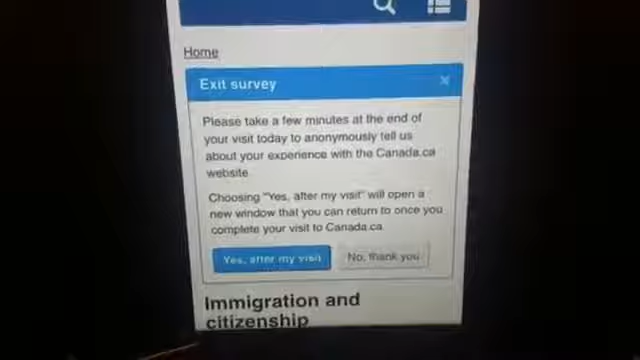 Home
Exit survey
Please take a few minutes at the end of
your visit today to anonymously tell us
about your experience with the Canada.ca
website.
Choosing "Yes, after my visit" will open a
new window that you can return to once you
complete your visit to Canada.ca
Yes, after my visit
No, thank you
Immigration and
citizenship